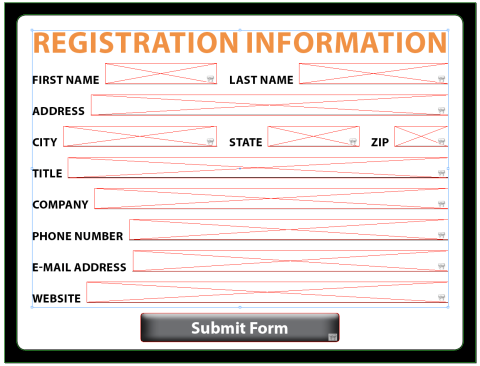 REGISTRATION INFORMATION
FIRST NAME LAST NAME
ADDRESS
CITY STATE ZIP
TITLE
COMPANY
PHONE NUMBER
E-MAIL ADDRESS
WEBSITE
Submit Form